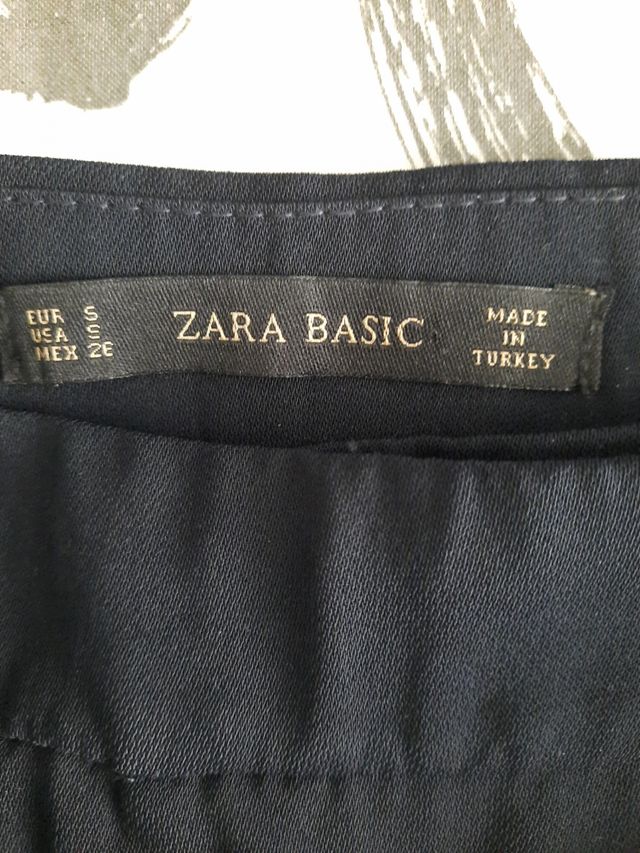 EUR S
USA S
MEX 26
ZARA BASIC
MADE
IN
TURKEY